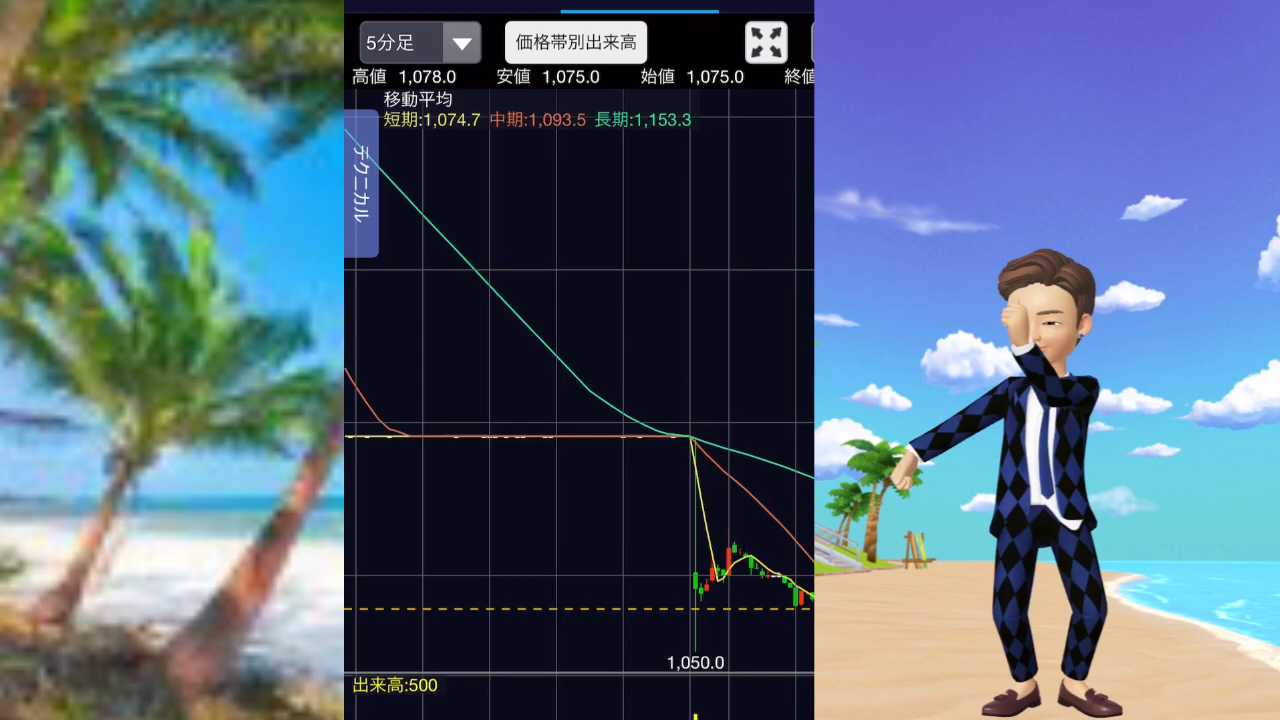 5分足
価格帯別出来高
高値 1,078.0 安値 1,075.0 始値 1,075.0 終値
移動平均
短期:1,074.7 中期:1,093.5 長期:1,153.3
テクニカル
1,050.0
出来高:500